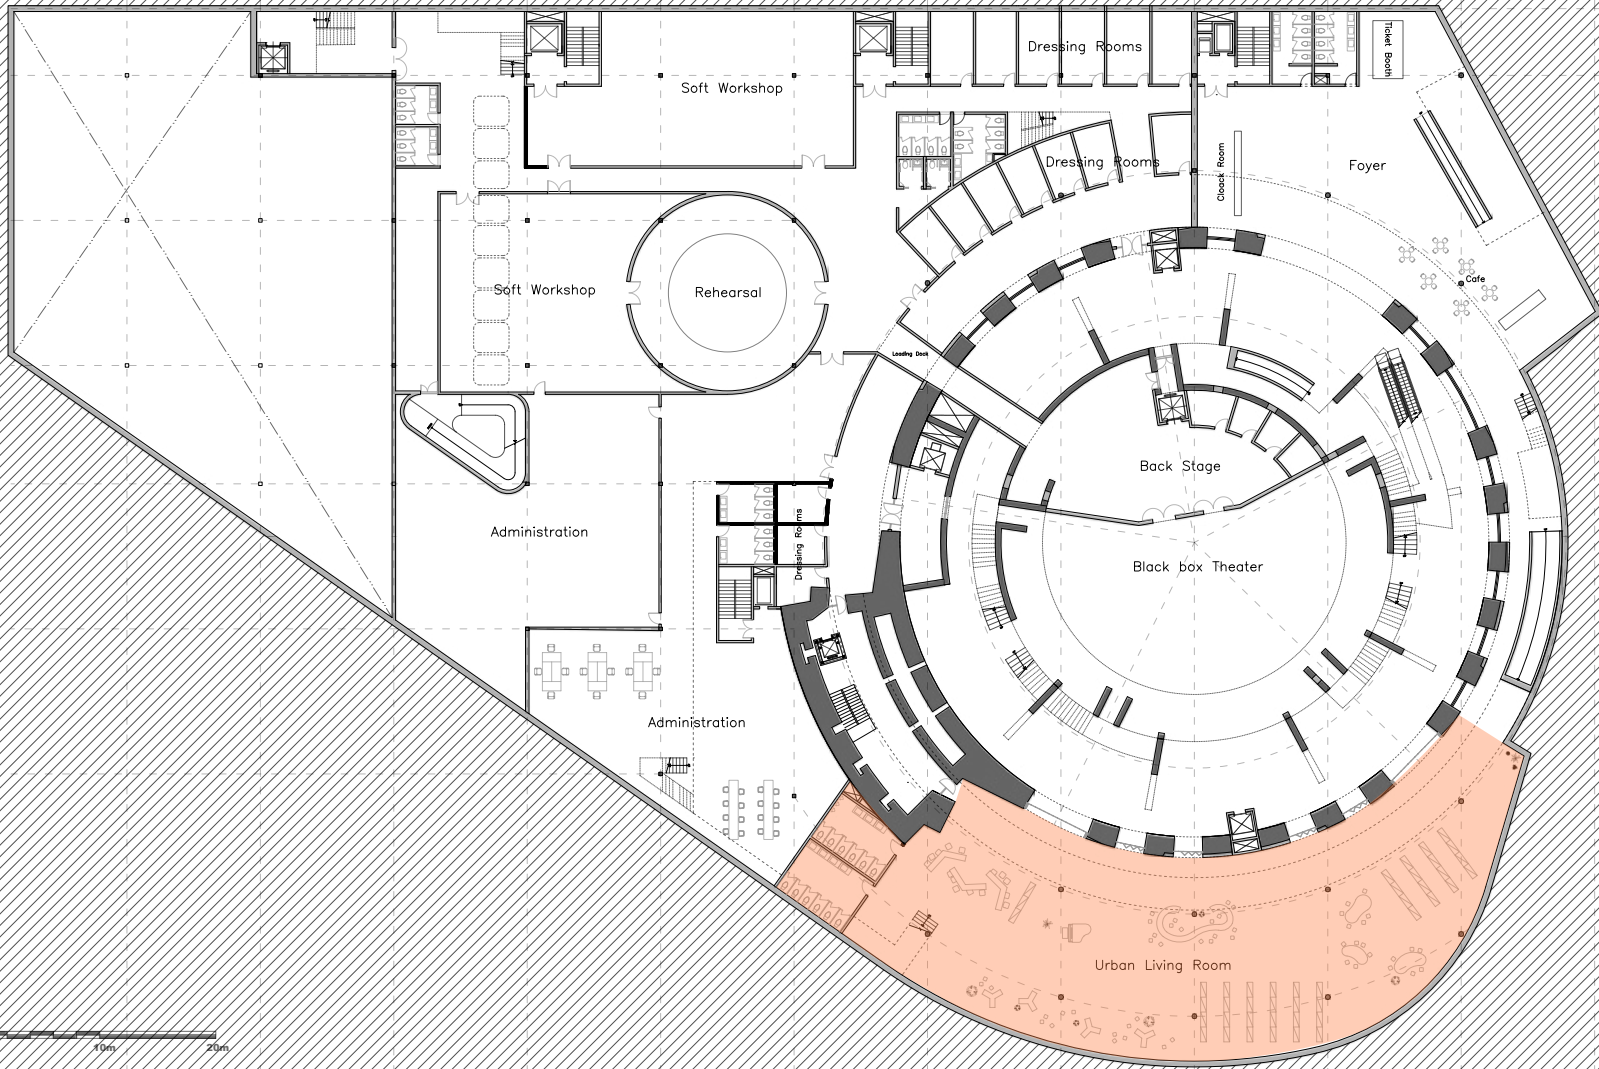 Dressing Rooms
Ticket Booth
Soft Workshop
Dressing Rooms
Cloack Room
Foyer
Cafe
Soft Workshop
Rehearsal
Loading Dock
Back Stage
Administration
Dressing Rooms
Black box Theater
Administration
Urban Living Room
10m
20m